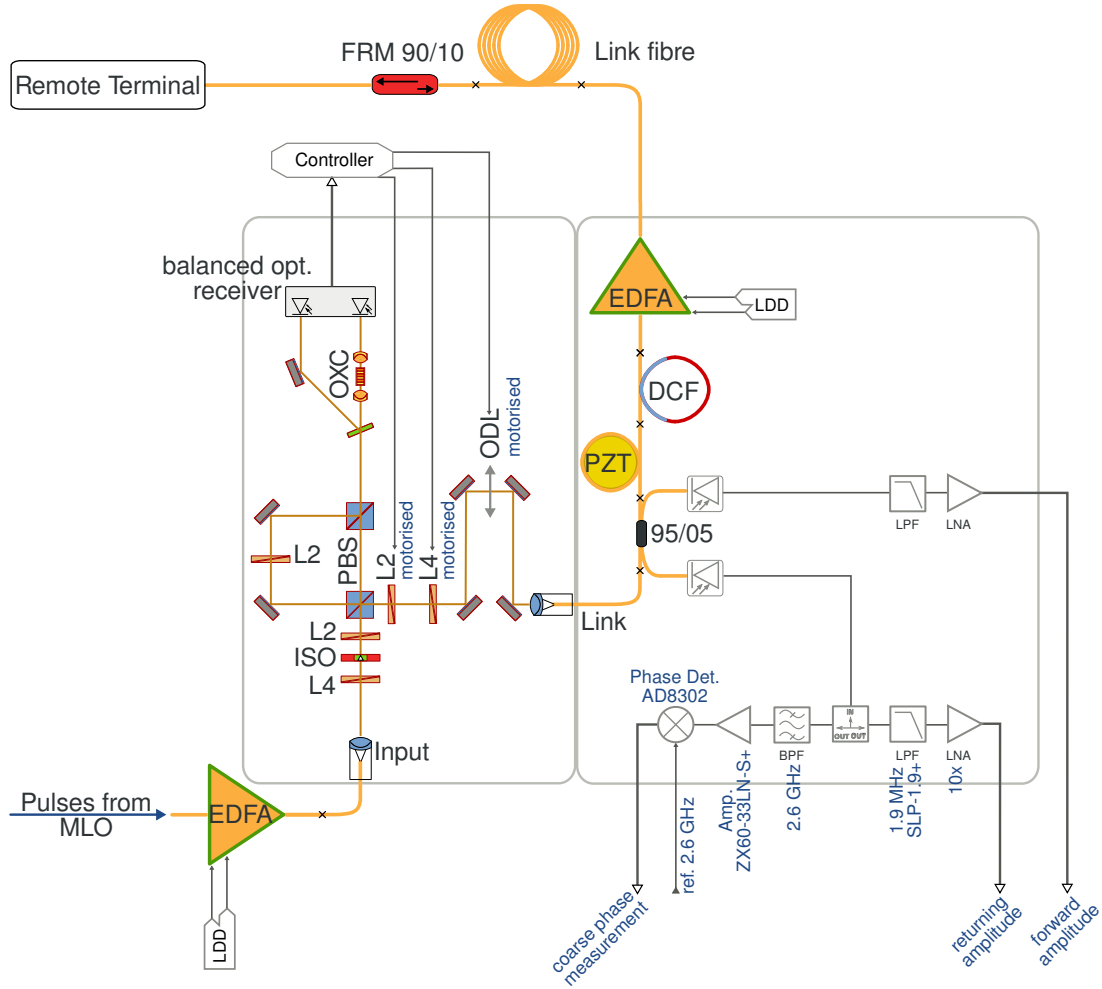 FRM 90/10
Link fibre
Remote Terminal
Controller
balanced opt.
receiver
EDFA
LDD
OXC
DCF
ODL
motorised
PZT
95/05
LPF
LNA
L2
PBS
L2
motorised
L4
motorised
L2
ISO
L4
Link
Phase Det.
AD8302
IN
OUT OUT
BPF
LPF
LNA
Input
Amp.
ZX60-33LN-S+
2.6 GHz
1.9 MHz
SLP-1.9+
10x
Pulses from
MLO
EDFA
ref. 2.6 GHz
LDD
coarse phase
measurement
returning
amplitude
forward
amplitude